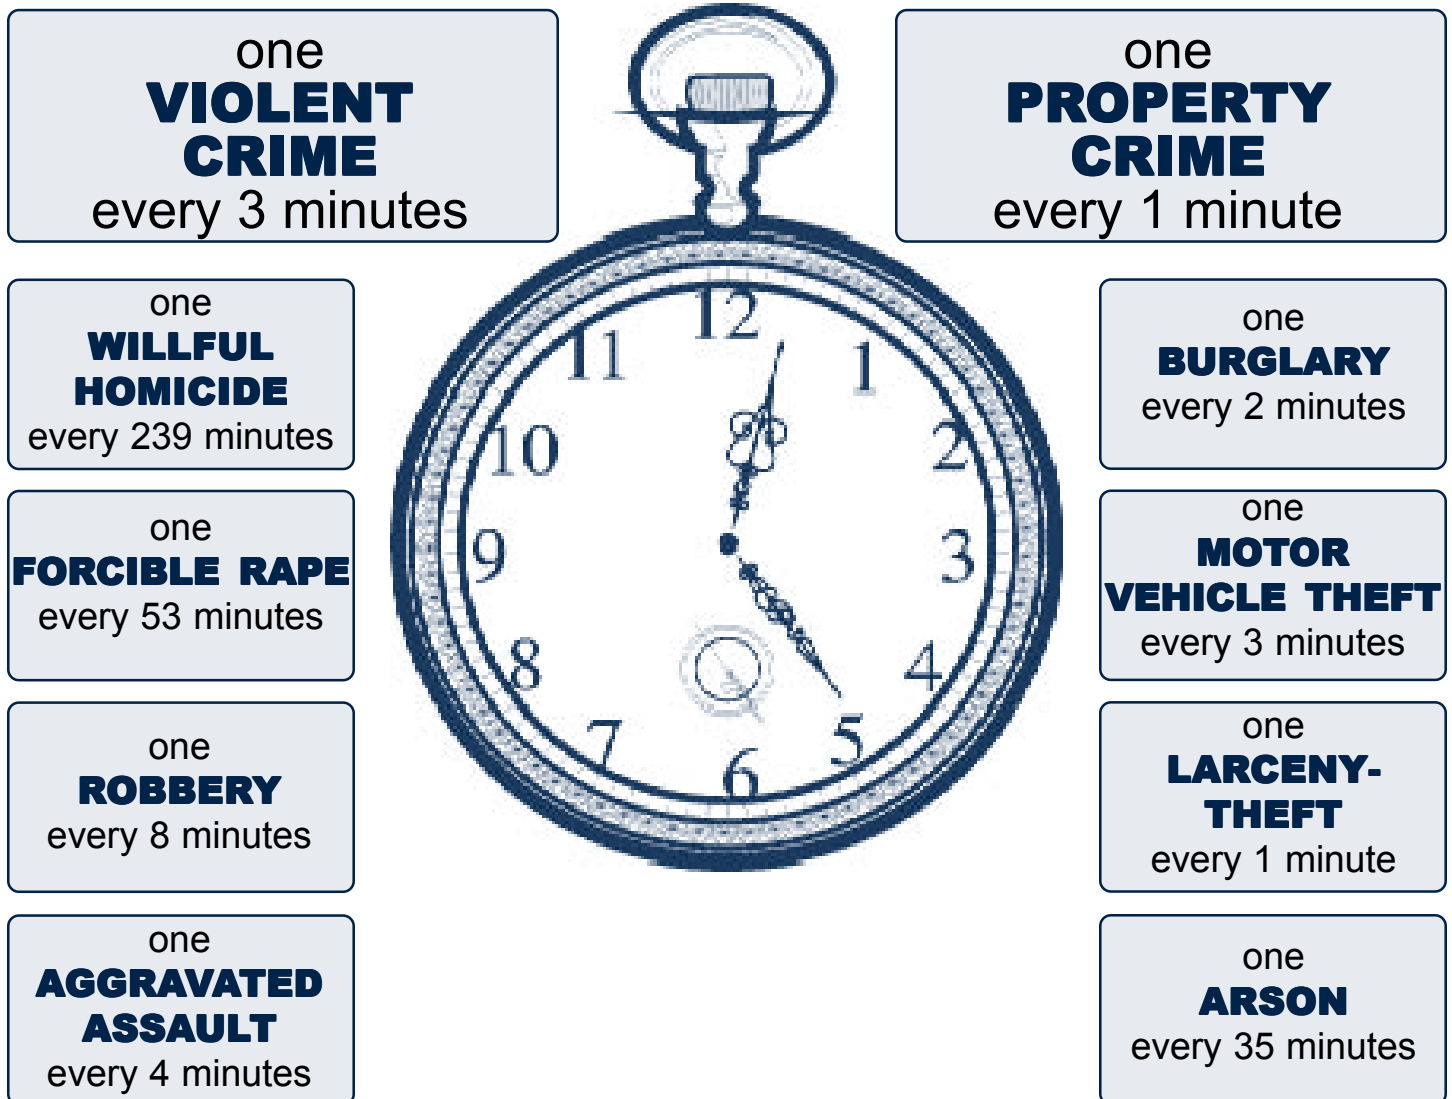 one
VIOLENT
CRIME
every 3 minutes
one
PROPERTY
CRIME
every 1 minute
one
WILLFUL
HOMICIDE
every 239 minutes
one
FORCIBLE RAPE
every 53 minutes
one
ROBBERY
every 8 minutes
one
AGGRAVATED
ASSAULT
every 4 minutes
12
1
2
3
4
5
6
7
8
9
10
11
one
BURGLARY
every 2 minutes
one
MOTOR
VEHICLE THEFT
every 3 minutes
one
LARCENY-
THEFT
every 1 minute
one
ARSON
every 35 minutes